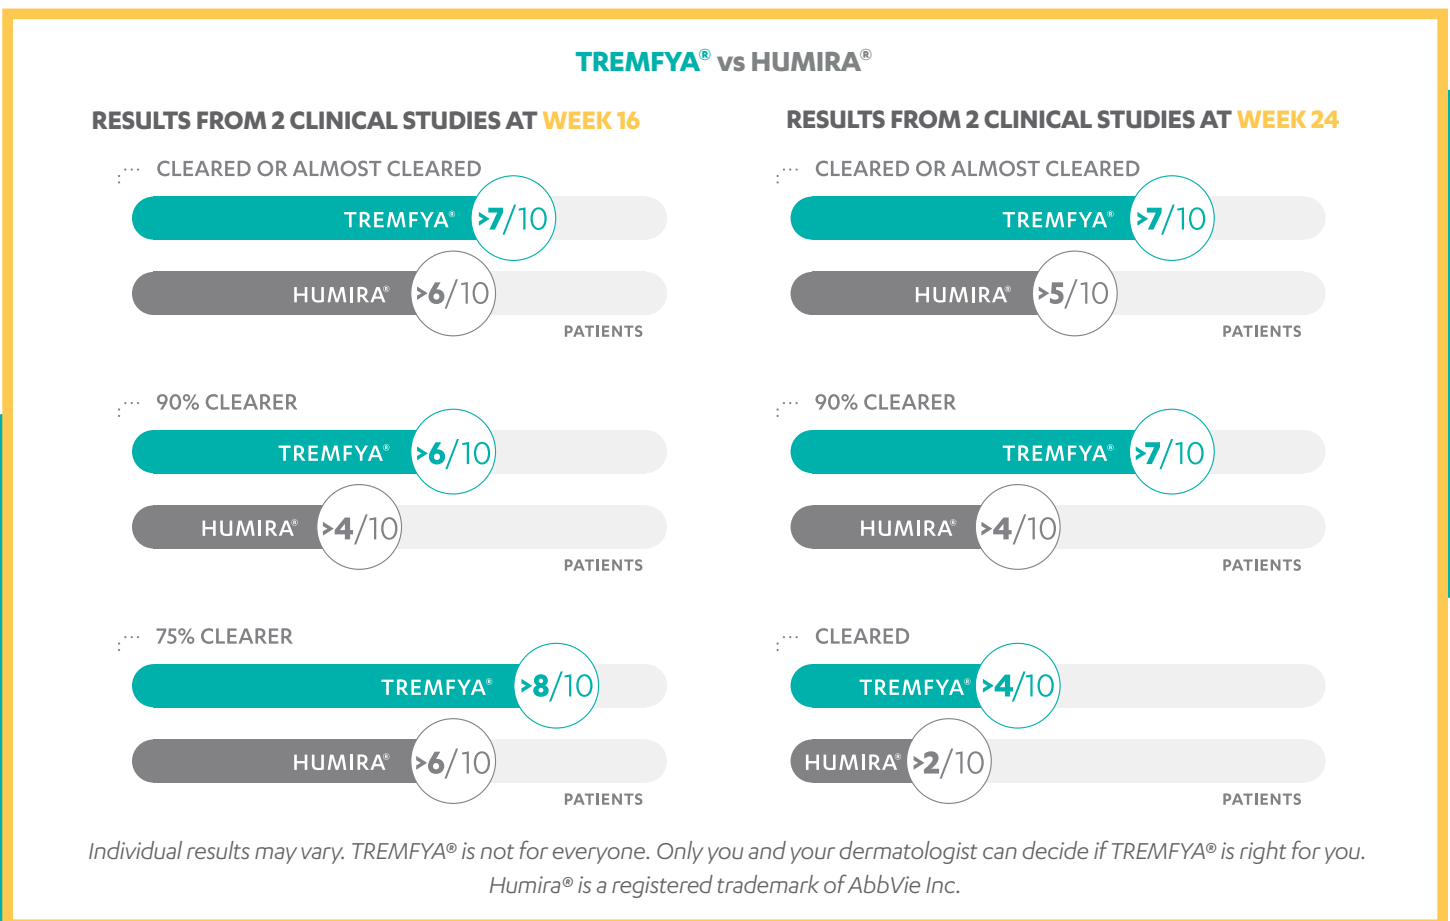 TREMFYA® vs HUMIRA®
RESULTS FROM 2 CLINICAL STUDIES AT WEEK 16
CLEARED OR ALMOST CLEARED
TREMFYA® >7/10
HUMIRA® >6/10
PATIENTS
90% CLEARER
TREMFYA® >6/10
HUMIRA® >4/10
PATIENTS
75% CLEARER
TREMFYA® >8/10
HUMIRA® >6/10
PATIENTS
RESULTS FROM 2 CLINICAL STUDIES AT WEEK 24
CLEARED OR ALMOST CLEARED
TREMFYA® >7/10
HUMIRA® >5/10
PATIENTS
90% CLEARER
TREMFYA® >7/10
HUMIRA® >4/10
PATIENTS
CLEARED
TREMFYA® >4/10
HUMIRA® >2/10
PATIENTS
Individual results may vary. TREMFYA® is not for everyone. Only you and your dermatologist can decide if TREMFYA® is right for you.
Humira® is a registered trademark of AbbVie Inc.